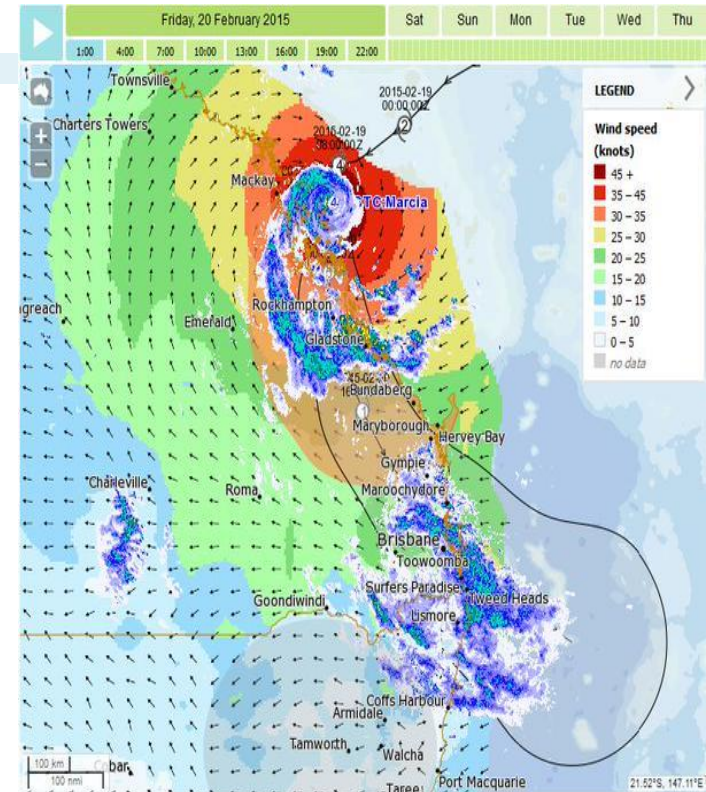 Friday, 20 February 2015
Sat
Sun
Mon
Tue
Wed
Thu
1:00
4:00
7:00
10:00
13:00
16:00
19:00
22:00
Townsville
2015-02-19
00:00:00Z
2
LEGEND
Wind speed
(knots)
45 +
35 – 45
30 – 35
25 – 30
20 – 25
15 – 20
10 – 15
5 – 10
0 – 5
no data
Charters Towers
2015-02-19
4
Mackay
4
TC Marcia
Rockhampton
Emerald
Gladstone
Bundaberg
Maryborough
Hervey Bay
Gympie
Charleville
Roma
Maroochydore
Brisbane
Toowoomba
Surfers Paradise
Tweed Heads
Goondiwindi
Lismore
Coffs Harbour
Armidale
Tamworth
Walcha
100 km
100 nmi
Port Macquarie
21.52°S, 147.11°E